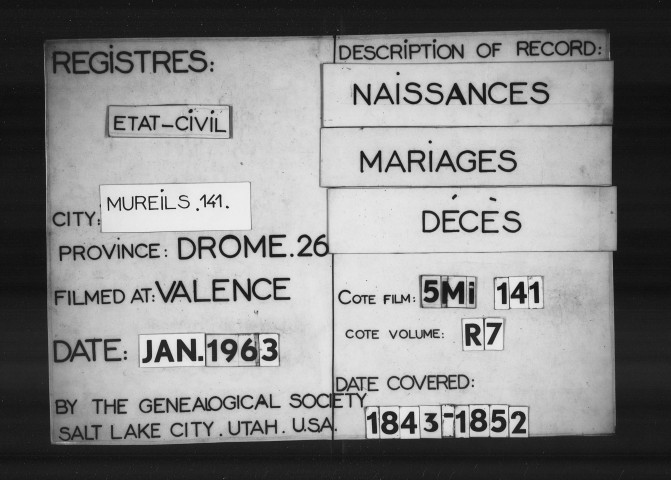 REGISTRES:
ETAT-CIVIL
CITY: MUREILS.141.
PROVINCE: DROME.26
FILMED AT: VALENCE
DATE: JAN.1963
BY THE GENEALOGICAL SOCIETY
SALT LAKE CITY. UTAH. U.S.A.
DESCRIPTION OF RECORD:
NAISSANCES
MARIAGES
DÉCÈS
COTE FILM: 5Mi 141
COTE VOLUME: R7
DATE COVERED:
1843-1852